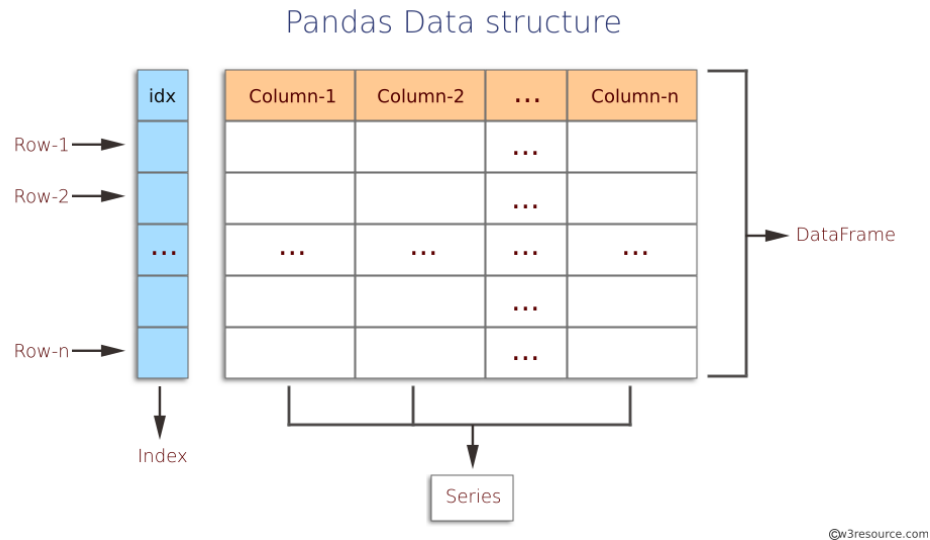 Pandas Data structure
idx Column-1 Column-2 ... Column-n
Row-1 ...
Row-2 ...
... ... ... ... ...
DataFrame
...
Row-n ...
Index
Series
©w3resource.com